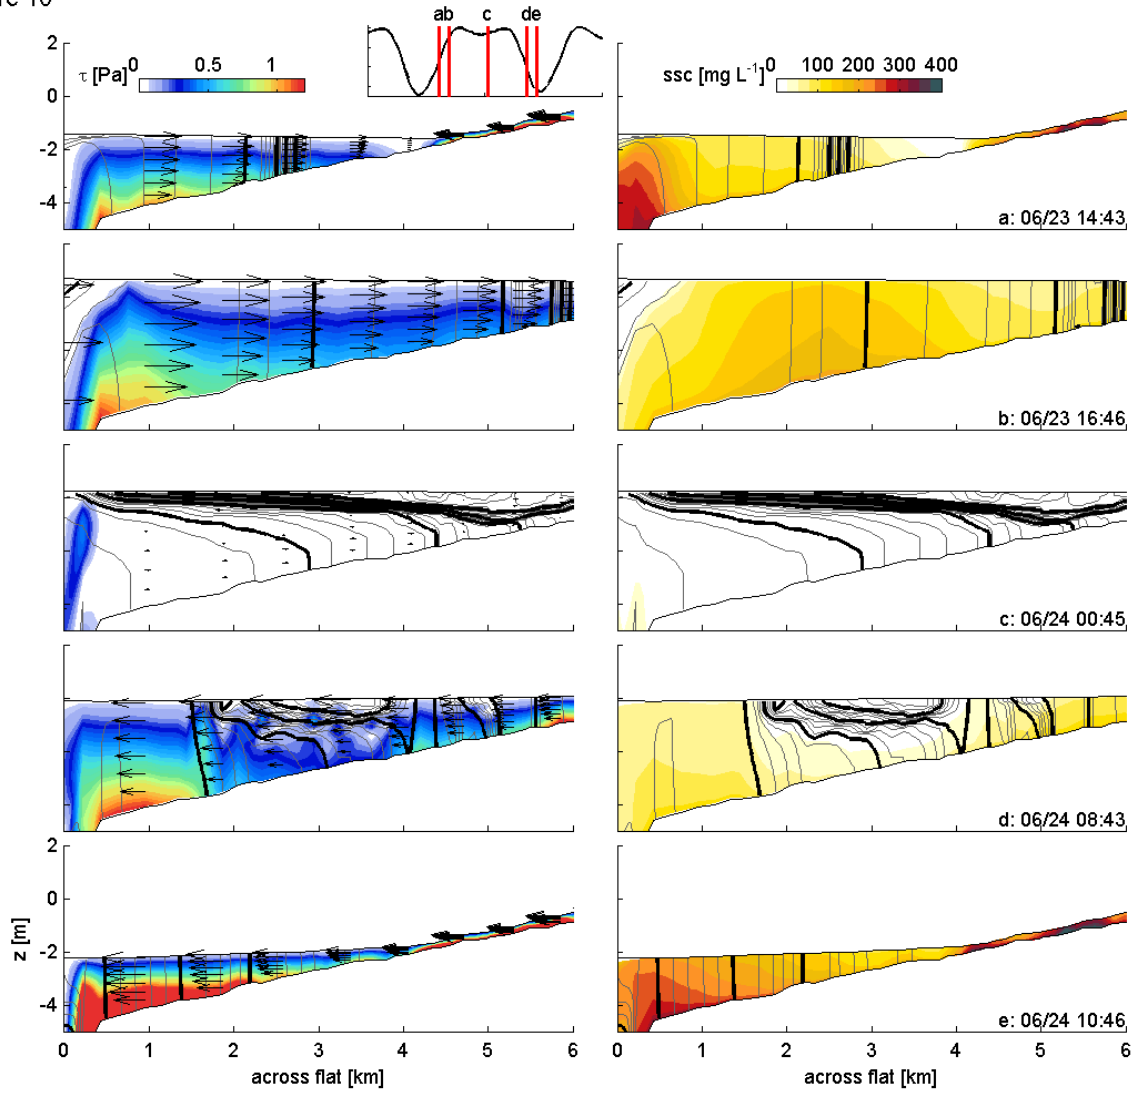 ab c de
τ [Pa] 0 0.5 1
ssc [mg L⁻¹] 0 100 200 300 400
2
0
-2
-4
a: 06/23 14:43
b: 06/23 16:46
c: 06/24 00:45
d: 06/24 08:43
2
0
-2
-4
z [m]
e: 06/24 10:46
0 1 2 3 4 5 6
0 1 2 3 4 5 6
across flat [km]
across flat [km]